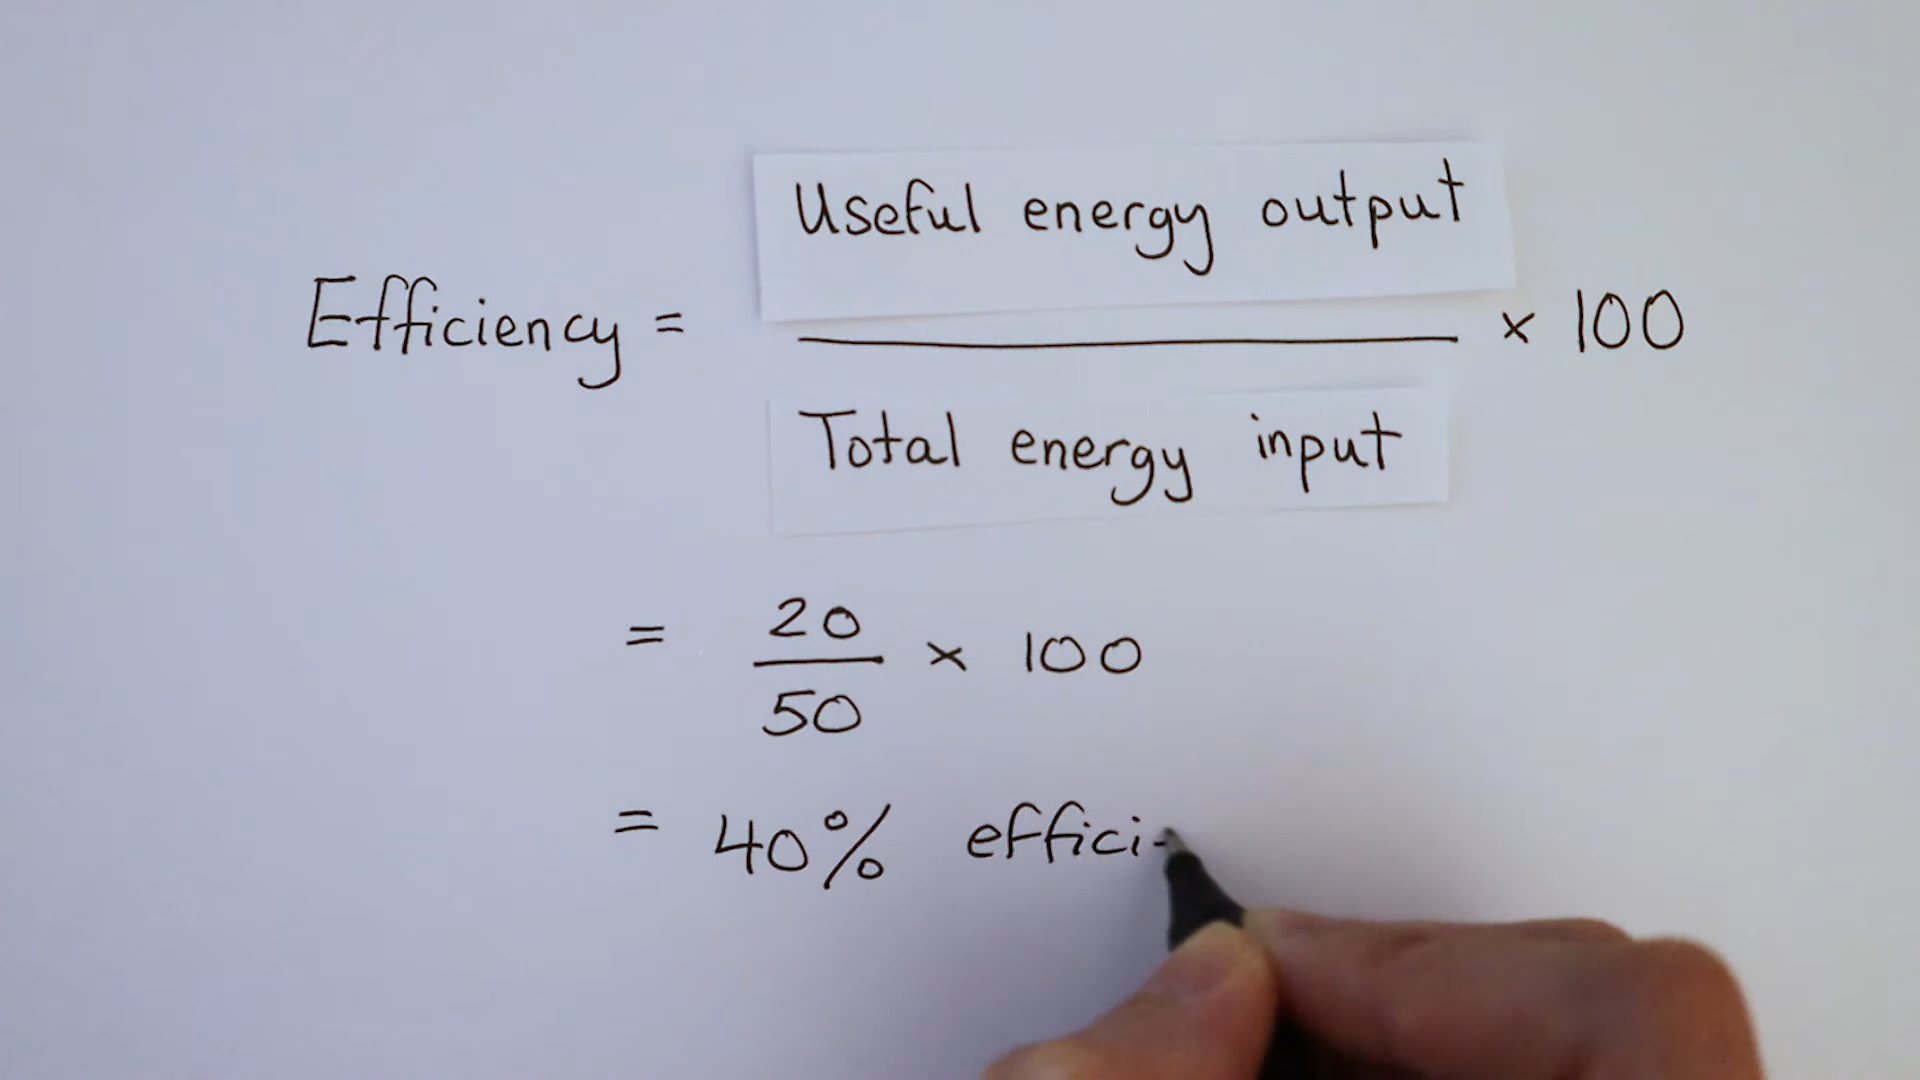 Useful energy output
Efficiency = × 100
Total energy input
= 20/50 × 100
= 40% effici